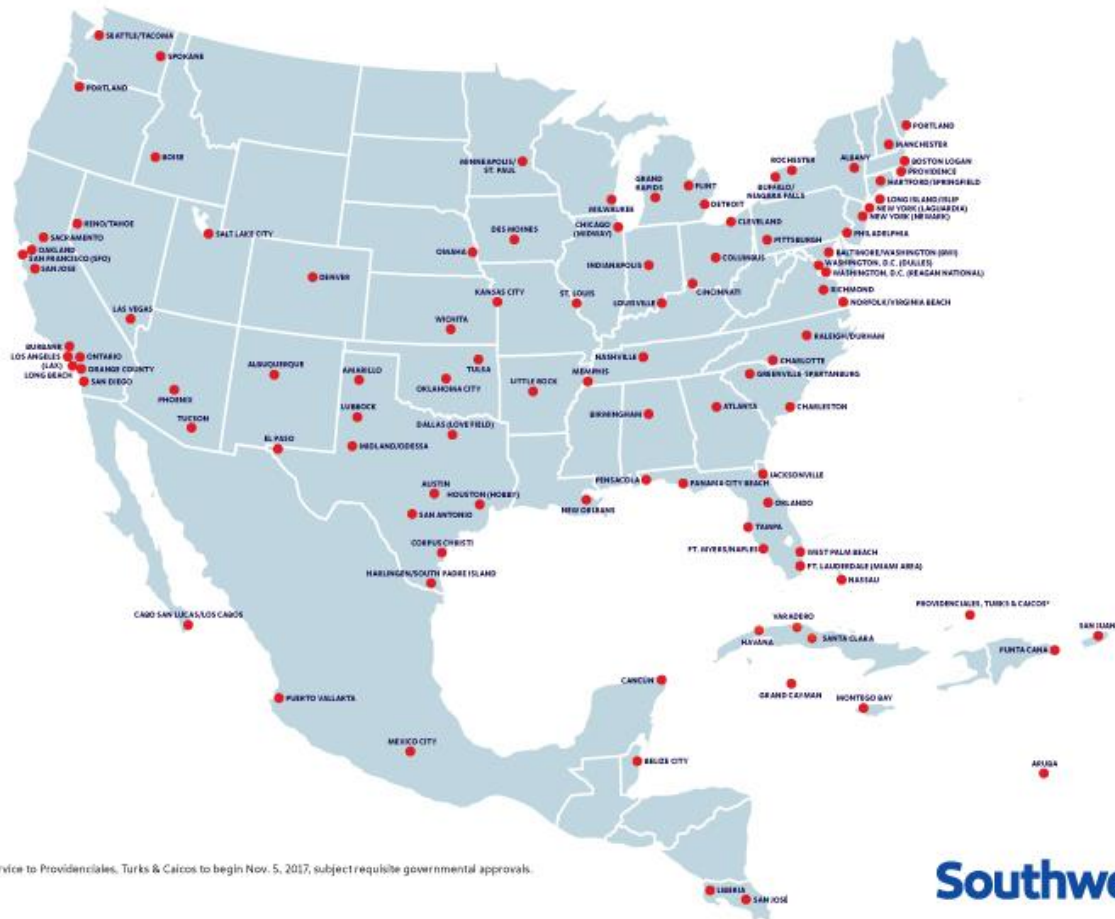 SEATTLE/TACOMA
SPOKANE
PORTLAND
BOISE
MINNEAPOLIS/
ST. PAUL
PORTLAND
MANCHESTER
ROCHESTER
ALBANY
BOSTON LOGAN
PROVIDENCE
HARTFORD/SPRINGFIELD
BUFFALO/
NIAGARA FALLS
GRAND
RAPIDS
FLINT
DETROIT
MILWAUKEE
LONG ISLAND/ISLIP
NEW YORK (LAGUARDIA)
NEW YORK (NEWARK)
RENO/TAHOE
SACRAMENTO
OAKLAND
SAN FRANCISCO (SFO)
SAN JOSE
SALT LAKE CITY
DES MOINES
CHICAGO
(MIDWAY)
CLEVELAND
PITTSBURGH
PHILADELPHIA
OMAHA
BALTIMORE/WASHINGTON (BWI)
WASHINGTON, D.C. (DULLES)
WASHINGTON, D.C. (REAGAN NATIONAL)
COLUMBUS
INDIANAPOLIS
DENVER
KANSAS CITY
ST. LOUIS
LOUISVILLE
CINCINNATI
RICHMOND
NORFOLK/VIRGINIA BEACH
LAS VEGAS
WICHITA
RALEIGH/DURHAM
BURBANK
LOS ANGELES
(LAX)
ONTARIO
LONG BEACH
ORANGE COUNTY
SAN DIEGO
ALBUQUERQUE
AMARILLO
TULSA
OKLAHOMA CITY
NASHVILLE
MEMPHIS
CHARLOTTE
GREENVILLE-SPARTANBURG
LITTLE ROCK
PHOENIX
TUCSON
LUBBOCK
DALLAS (LOVE FIELD)
BIRMINGHAM
ATLANTA
CHARLESTON
EL PASO
MIDLAND/ODESSA
AUSTIN
HOUSTON (HOBBY)
SAN ANTONIO
NEW ORLEANS
PENSACOLA
PANAMA CITY BEACH
JACKSONVILLE
ORLANDO
TAMPA
CORPUS CHRISTI
FT. MYERS/NAPLES
WEST PALM BEACH
FT. LAUDERDALE (MIAMI AREA)
HARLINGEN/SOUTH PADRE ISLAND
NASSAU
CABO SAN LUCAS/LOS CABOS
PROVIDENCIALES, TURKS & CAICOS*
VARADERO
HAVANA
SANTA CLARA
SAN JUAN
PUNTA CANA
CANCÚN
GRAND CAYMAN
MONTEGO BAY
PUERTO VALLARTA
MEXICO CITY
BELIZE CITY
ARUBA
rvice to Providenciales, Turks & Caicos to begin Nov. 5, 2017, subject requisite governmental approvals.
Southwe
LIBERIA
SAN JOSÉ